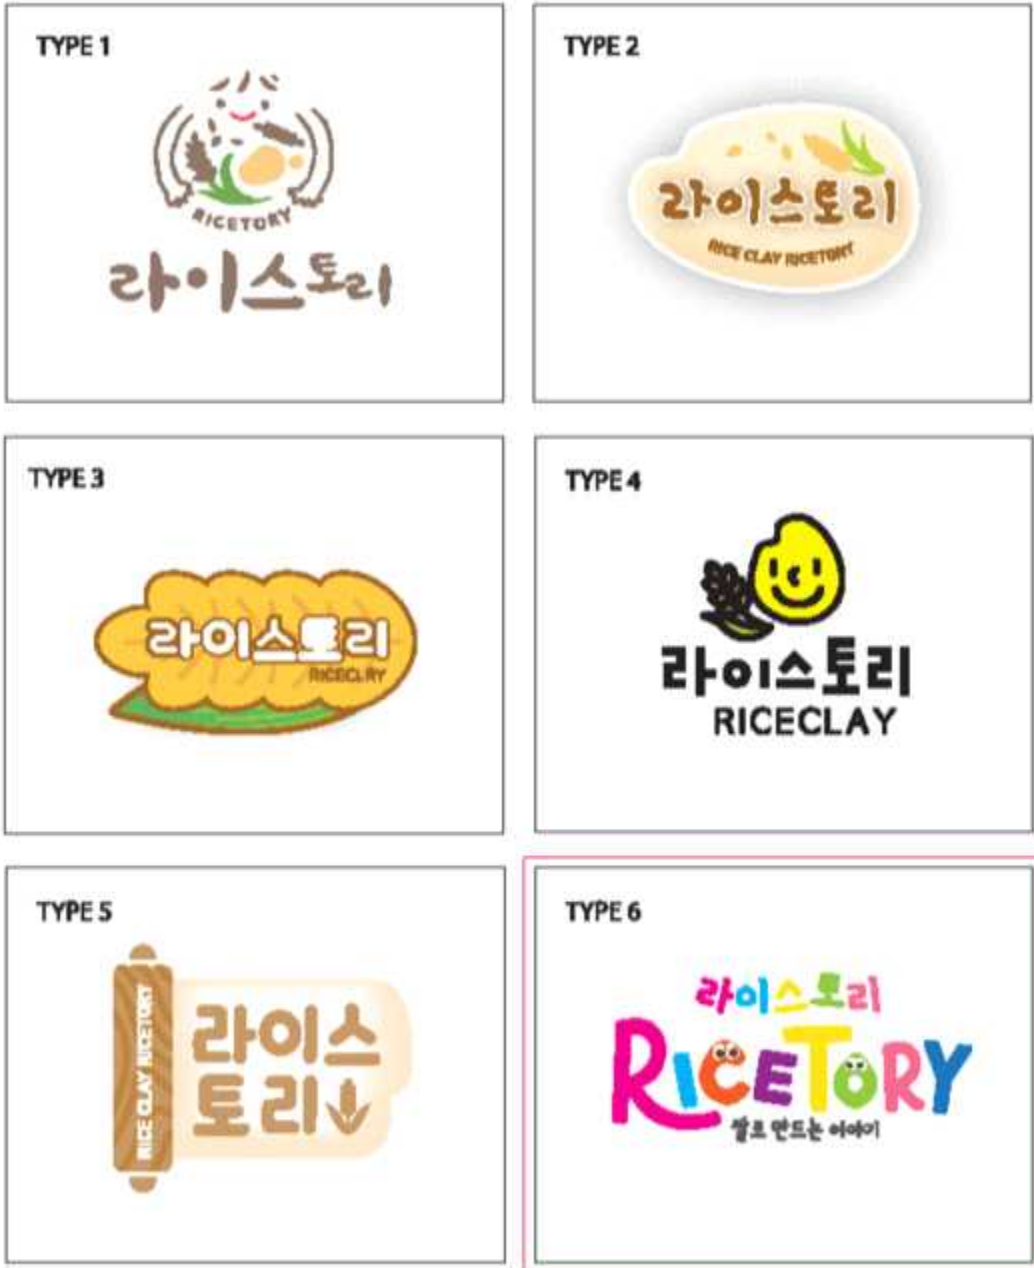 TYPE 1
RICETORY
라이스토리
TYPE 2
라이스토리
RICE CLAY RICETORY
TYPE 3
라이스토리
RICECLAY
TYPE 4
라이스토리
RICECLAY
TYPE 5
RICE CLAY RICETORY
라이스
토리
TYPE 6
라이스토리
RICETORY
쌀로 만드는 이야기